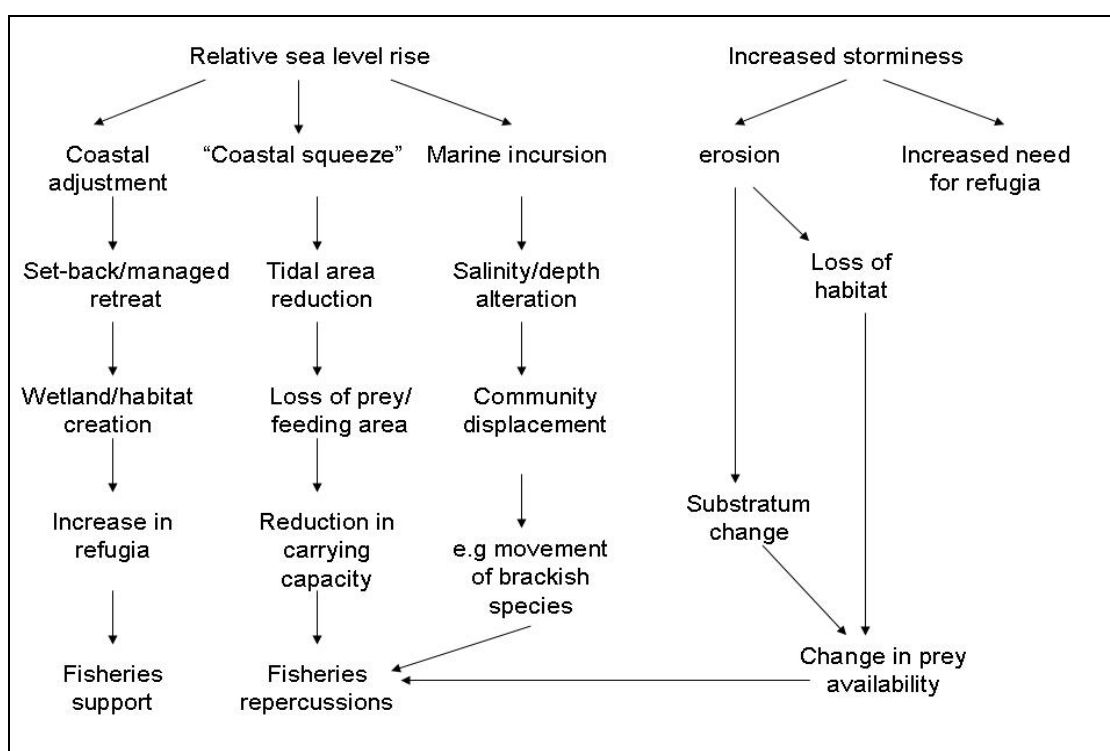 Relative sea level rise
Increased storminess
Coastal
adjustment
“Coastal squeeze”
Marine incursion
erosion
Increased need
for refugia
Set-back/managed
retreat
Tidal area
reduction
Salinity/depth
alteration
Loss of
habitat
Wetland/habitat
creation
Loss of prey/
feeding area
Community
displacement
Increase in
refugia
Reduction in
carrying
capacity
e.g movement
of brackish
species
Substratum
change
Fisheries
support
Fisheries
repercussions
Change in prey
availability